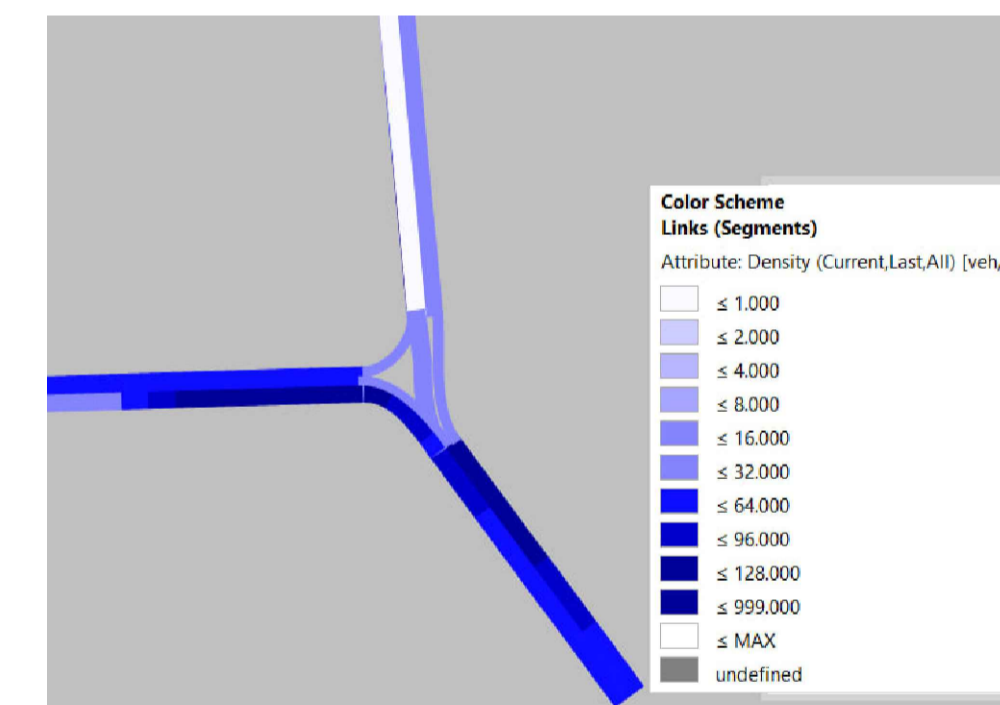 Color Scheme
Links (Segments)
Attribute: Density (Current,Last,All) [veh/
≤ 1.000
≤ 2.000
≤ 4.000
≤ 8.000
≤ 16.000
≤ 32.000
≤ 64.000
≤ 96.000
≤ 128.000
≤ 999.000
≤ MAX
undefined